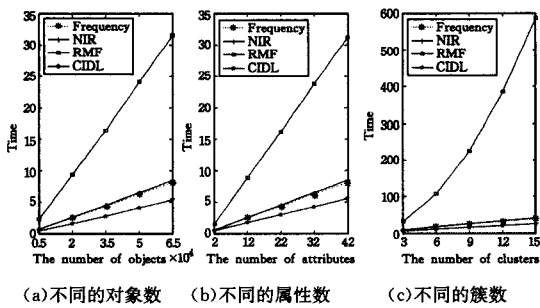 35
30
25
20
15
10
5
0
Time
Frequency
NIR
RMF
CIDL
0.5 2 3.5 5 6.5
The number of objects ×10⁴
(a)不同的对象数
35
30
25
20
15
10
5
0
Time
Frequency
NIR
RMF
CIDL
2 12 22 32 42
The number of attributes
(b)不同的属性数
600
500
400
300
200
100
0
Time
Frequency
NIR
RMF
CIDL
3 6 9 12 15
The number of clusters
(c)不同的簇数